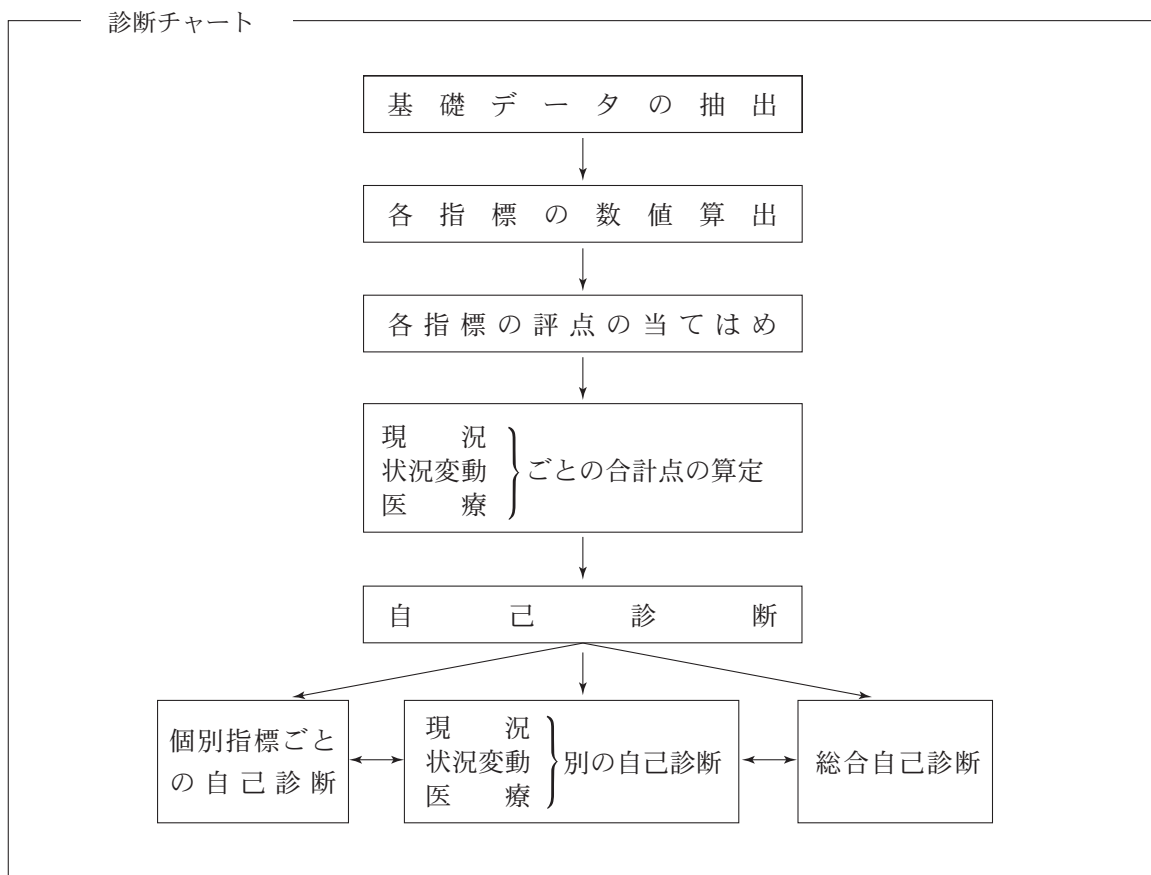 診断チャート
基礎データの抽出
各指標の数値算出
各指標の評点の当てはめ
現況
状況変動
医療
ごとの合計点の算定
自己診断
個別指標ごと
の自己診断
現況
状況変動
医療
別の自己診断
総合自己診断